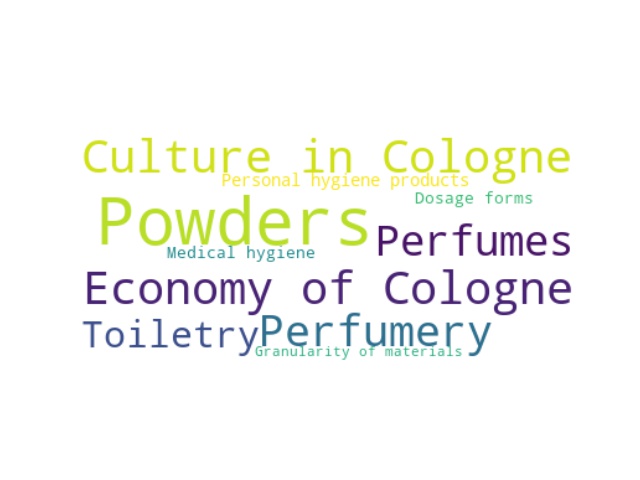 Culture in Cologne
Personal hygiene products
Dosage forms
Powders
Perfumes
Medical hygiene
Economy of Cologne
Toiletry
Perfumery
Granularity of materials